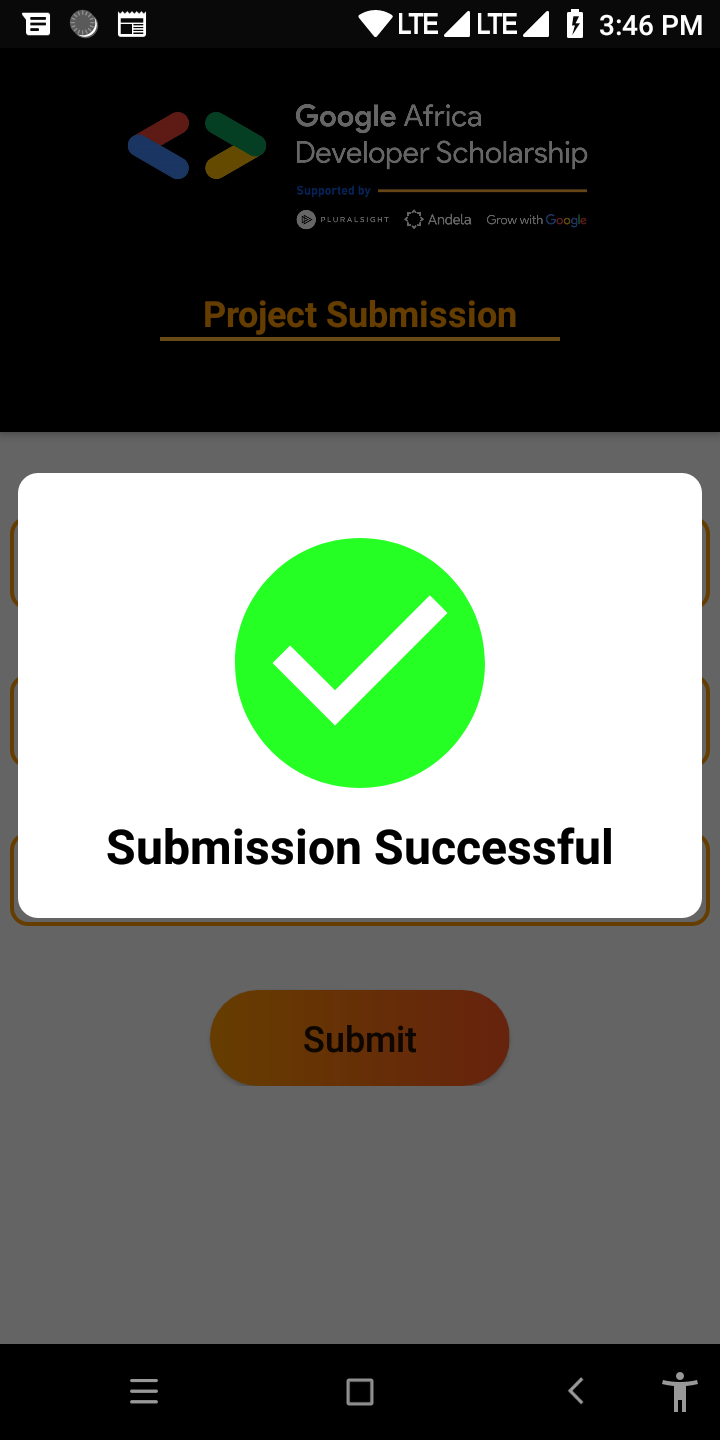 LTE LTE 3:46 PM
Google Africa
Developer Scholarship
Supported by
PLURALSIGHT Andela Grow with Google
Project Submission
Submission Successful
Submit